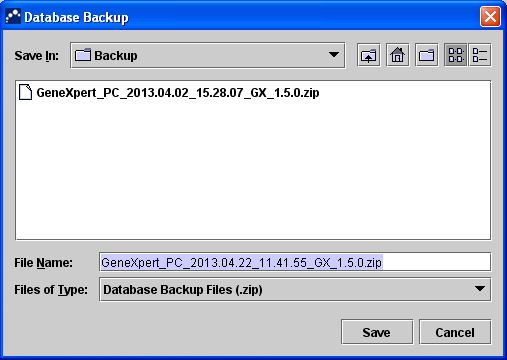 Database Backup
Save In: Backup
GeneXpert_PC_2013.04.02_15.28.07_GX_1.5.0.zip
File Name: GeneXpert_PC_2013.04.22_11.41.55_GX_1.5.0.zip
Files of Type: Database Backup Files (.zip)
Save Cancel